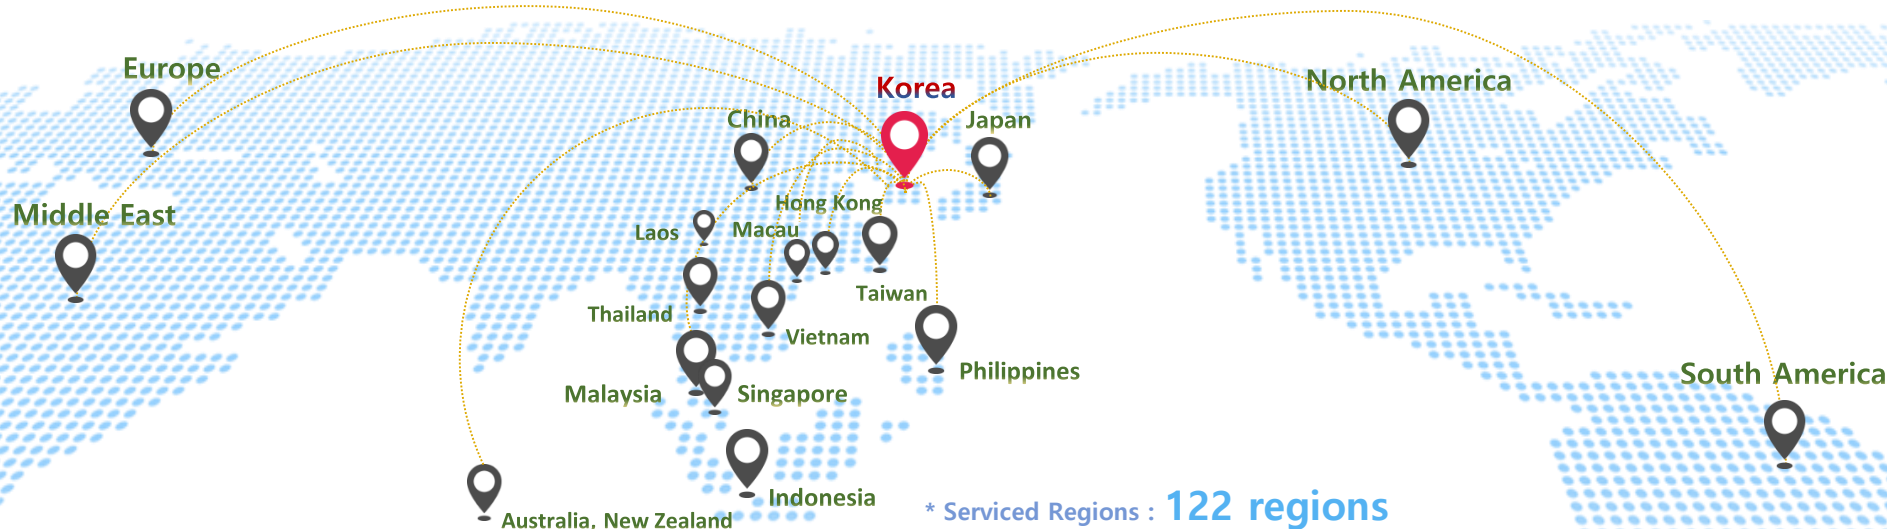 Europe
Korea
North America
China
Japan
Middle East
Hong Kong
Laos
Macau
Taiwan
Thailand
Vietnam
Philippines
South America
Malaysia
Singapore
Indonesia
* Serviced Regions : 122 regions
Australia, New Zealand